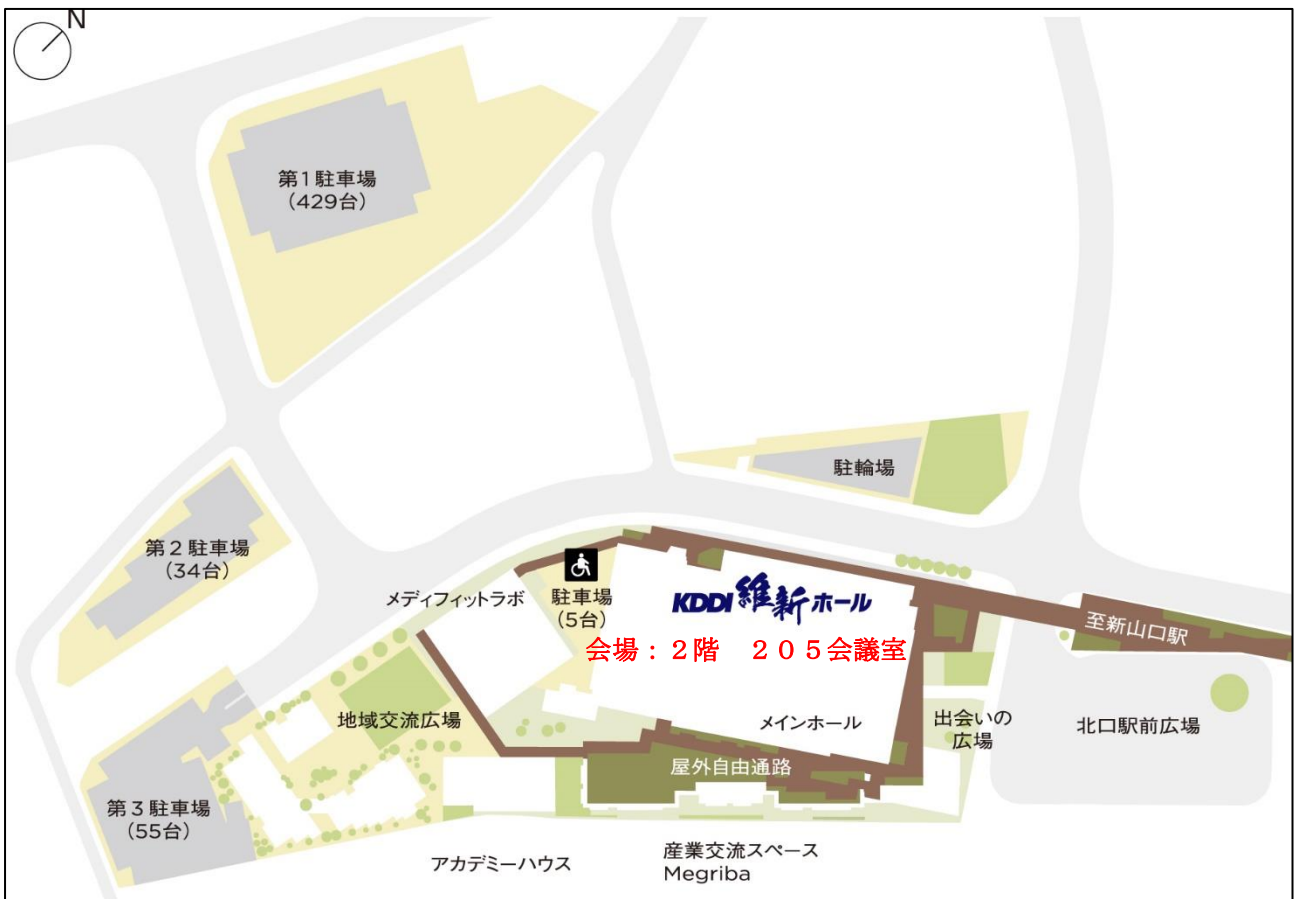 N
第1駐車場
(429台)
駐輪場
第2駐車場
(34台)
メディフィットラボ
駐車場
(5台)
KDDI維新ホール
会場：２階　２０５会議室
至新山口駅
地域交流広場
メインホール
出会いの
広場
北口駅前広場
屋外自由通路
第3駐車場
(55台)
アカデミーハウス
産業交流スペース
Megriba